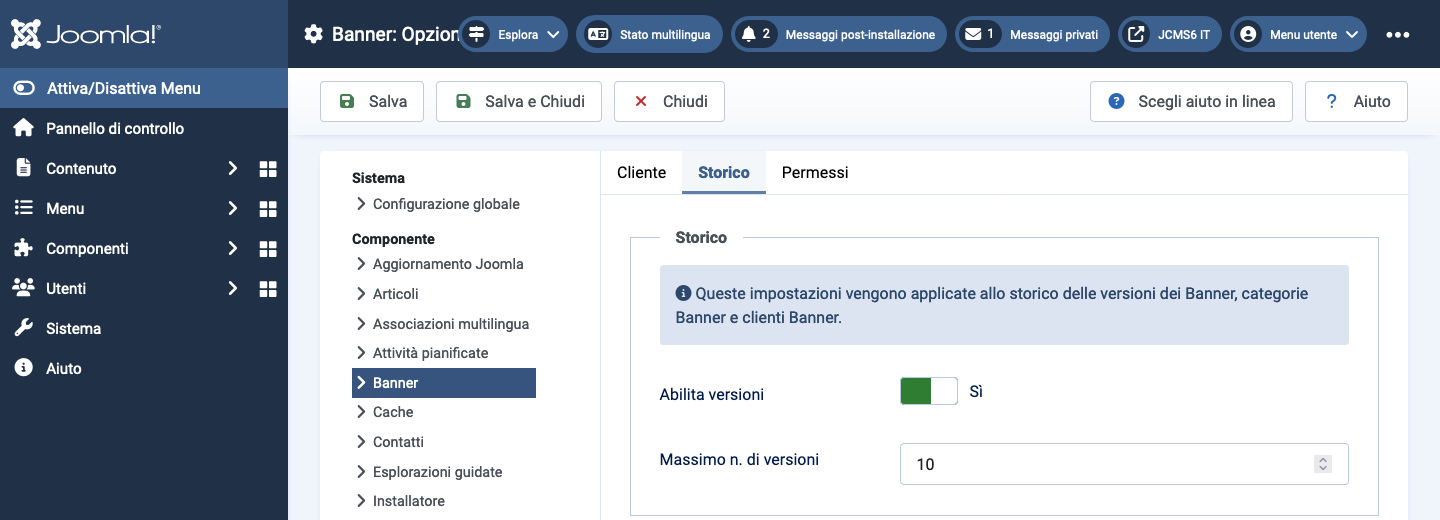 Joomla!®
Banner: Opzion
Esplora
Stato multilingua
2 Messaggi post-installazione
1 Messaggi privati
JCMS6 IT
Menu utente
Attiva/Disattiva Menu
Pannello di controllo
Contenuto
Menu
Componenti
Utenti
Sistema
Aiuto
Salva
Salva e Chiudi
Chiudi
Scegli aiuto in linea
Aiuto
Sistema
Configurazione globale
Componente
Aggiornamento Joomla
Articoli
Associazioni multilingua
Attività pianificate
Banner
Cache
Contatti
Esplorazioni guidate
Installatore
Cliente
Storico
Permessi
Storico
Queste impostazioni vengono applicate allo storico delle versioni dei Banner, categorie
Banner e clienti Banner.
Abilita versioni
Sì
Massimo n. di versioni
10